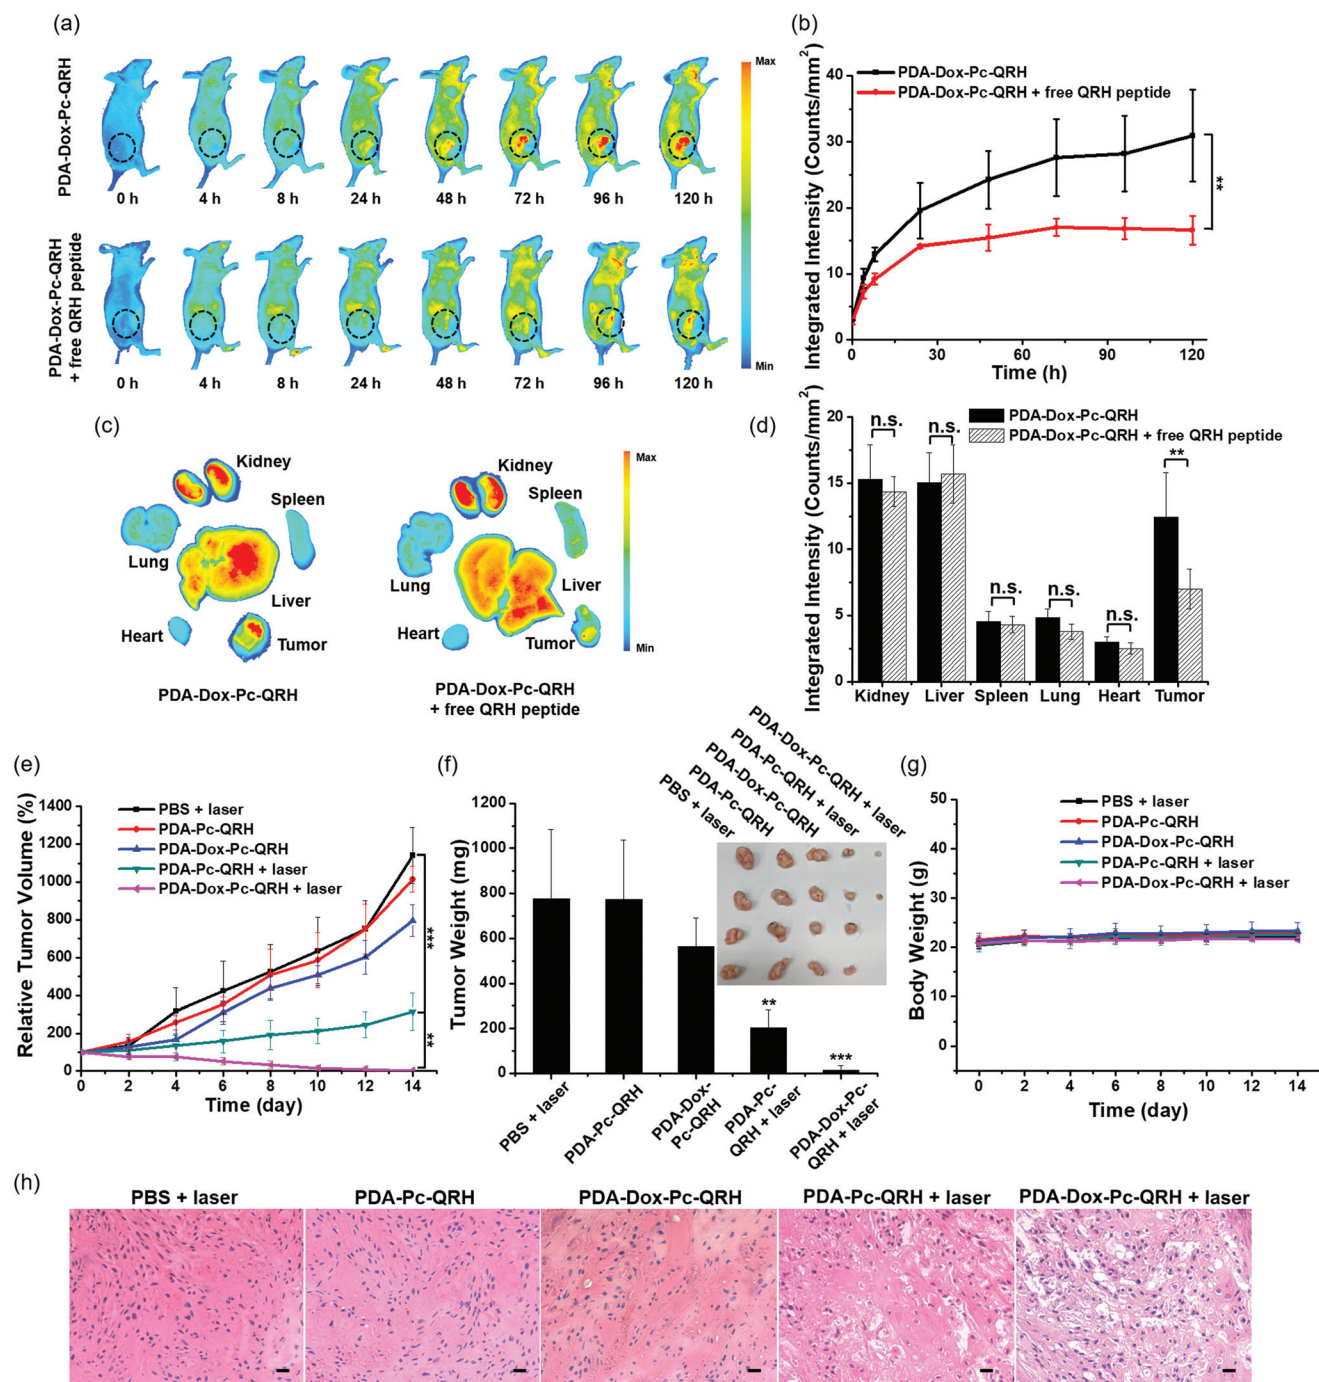 (a)
PDA-Dox-Pc-QRH
0 h 4 h 8 h 24 h 48 h 72 h 96 h 120 h
PDA-Dox-Pc-QRH
+ free QRH peptide
0 h 4 h 8 h 24 h 48 h 72 h 96 h 120 h
Max
Min
(b)
Integrated Intensity (Counts/mm²)
40
30
20
10
0
PDA-Dox-Pc-QRH
PDA-Dox-Pc-QRH + free QRH peptide
**
0 30 60 90 120
Time (h)
(c)
Kidney
Spleen
Lung
Liver
Heart
Tumor
PDA-Dox-Pc-QRH
Kidney
Spleen
Lung
Liver
Heart
Tumor
PDA-Dox-Pc-QRH
+ free QRH peptide
Max
Min
(d)
Integrated Intensity (Counts/mm²)
20
15
10
5
0
PDA-Dox-Pc-QRH
PDA-Dox-Pc-QRH + free QRH peptide
n.s. n.s. n.s. n.s. n.s. **
Kidney Liver Spleen Lung Heart Tumor
(e)
Relative Tumor Volume (%)
1400
1200
1000
800
600
400
200
0
PBS + laser
PDA-Pc-QRH
PDA-Dox-Pc-QRH
PDA-Pc-QRH + laser
PDA-Dox-Pc-QRH + laser
***
**
0 2 4 6 8 10 12 14
Time (day)
(f)
Tumor Weight (mg)
1200
1000
800
600
400
200
0
PBS + laser
PDA-Pc-QRH
PDA-Dox-Pc-QRH
PDA-Pc-QRH + laser
PDA-Dox-Pc-QRH + laser
**
***
PBS + laser
PDA-Pc-QRH
PDA-Dox-
Pc-QRH
PDA-Pc-
QRH + laser
PDA-Dox-Pc-
QRH + laser
(g)
Body Weight (g)
50
40
30
20
10
0
PBS + laser
PDA-Pc-QRH
PDA-Dox-Pc-QRH
PDA-Pc-QRH + laser
PDA-Dox-Pc-QRH + laser
0 2 4 6 8 10 12 14
Time (day)
(h)
PBS + laser
PDA-Pc-QRH
PDA-Dox-Pc-QRH
PDA-Pc-QRH + laser
PDA-Dox-Pc-QRH + laser